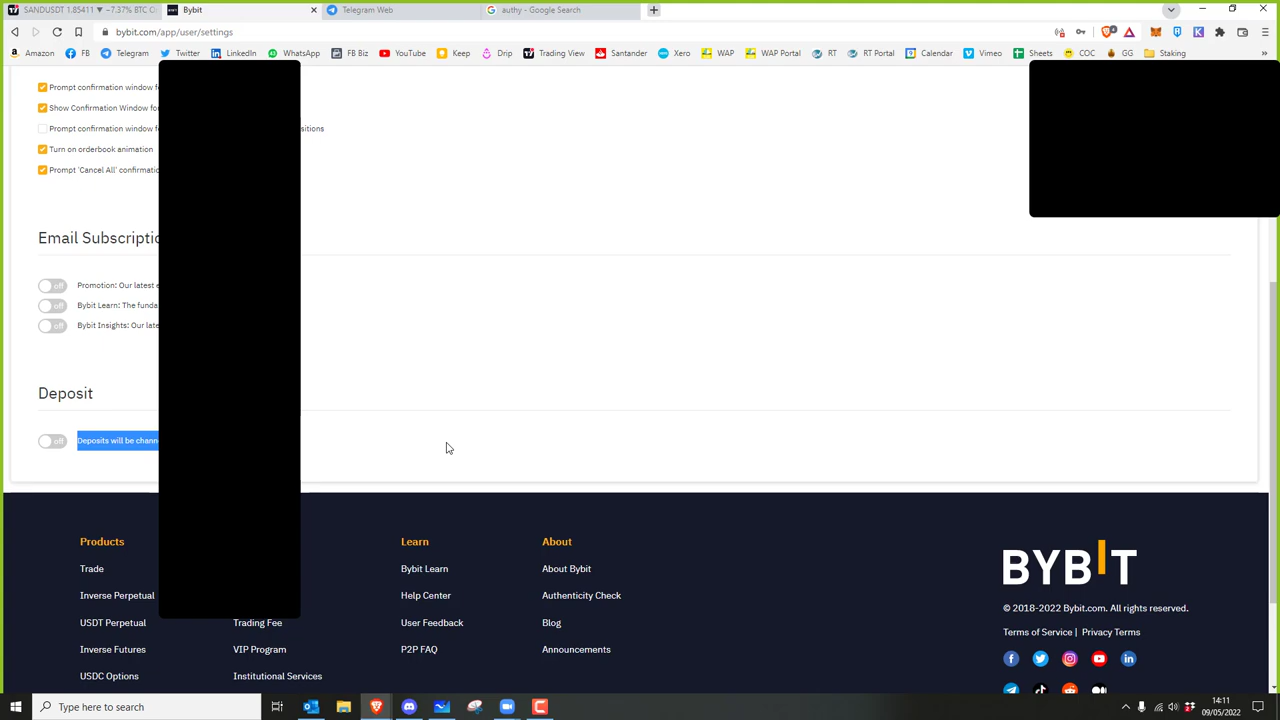 SANDUSDT 1.85411 ▼ −7.37% BTC
Bybit
Telegram Web
authy - Google Search
bybit.com/app/user/settings
Amazon FB Telegram Twitter LinkedIn WhatsApp FB Biz YouTube Keep Drip Trading View Santander Xero WAP WAP Portal RT RT Portal Calendar Vimeo Sheets COC GG Staking
Prompt confirmation window
Show Confirmation Window for
Prompt confirmation window sitions
Turn on orderbook animation
Prompt 'Cancel All'
Email
off Promotion: Our latest
off Bybit Learn: The
off Bybit Insights: Our
Deposit
off Deposits will be
Products Learn About
Trade Bybit Learn About Bybit
Inverse Perpetual Help Center Authenticity Check
USDT Perpetual Trading Fee User Feedback Blog
Inverse Futures VIP Program P2P FAQ Announcements
USDC Options Institutional Services
BYBIT
© 2018-2022 Bybit.com. All rights reserved.
Terms of Service | Privacy Terms
Type here to search
14:11
09/05/2022